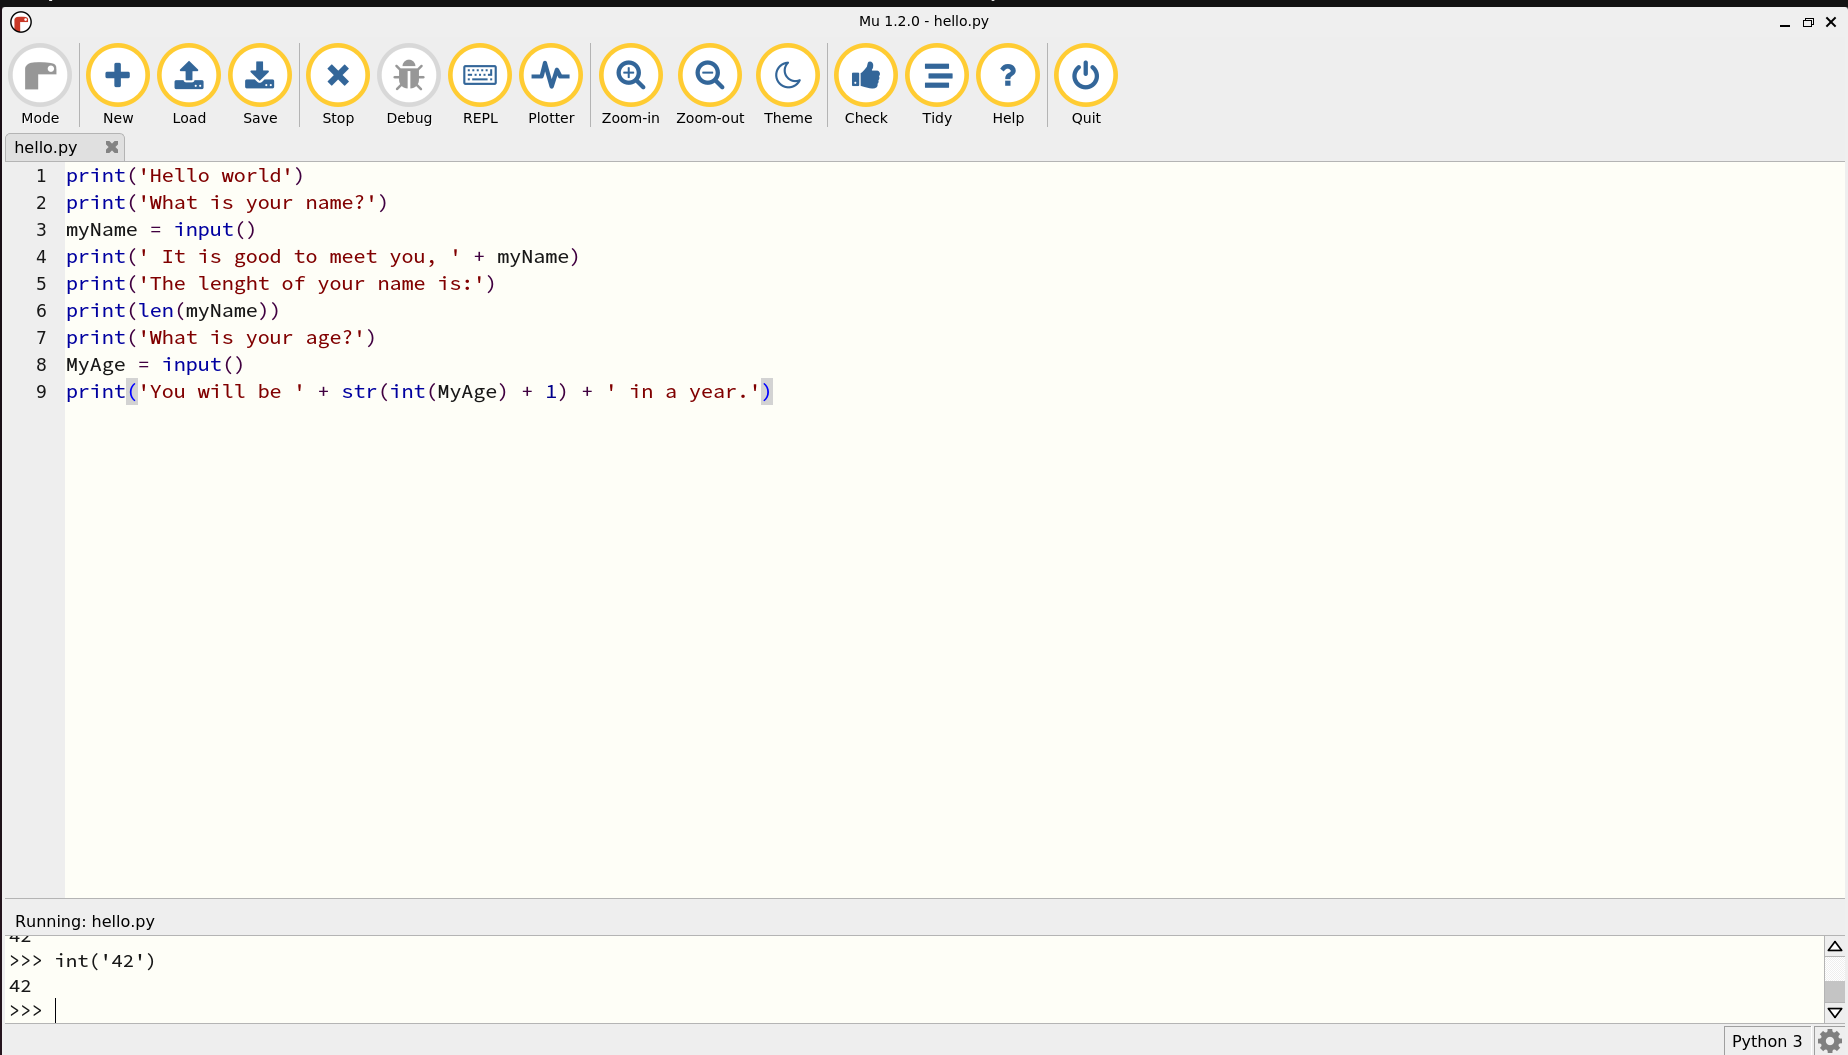 Mu 1.2.0 - hello.py
Mode New Load Save Stop Debug REPL Plotter Zoom-in Zoom-out Theme Check Tidy Help Quit
hello.py
1 print('Hello world')
2 print('What is your name?')
3 myName = input()
4 print(' It is good to meet you, ' + myName)
5 print('The lenght of your name is:')
6 print(len(myName))
7 print('What is your age?')
8 MyAge = input()
9 print('You will be ' + str(int(MyAge) + 1) + ' in a year.')
Running: hello.py
42
>>> int('42')
42
>>>
Python 3